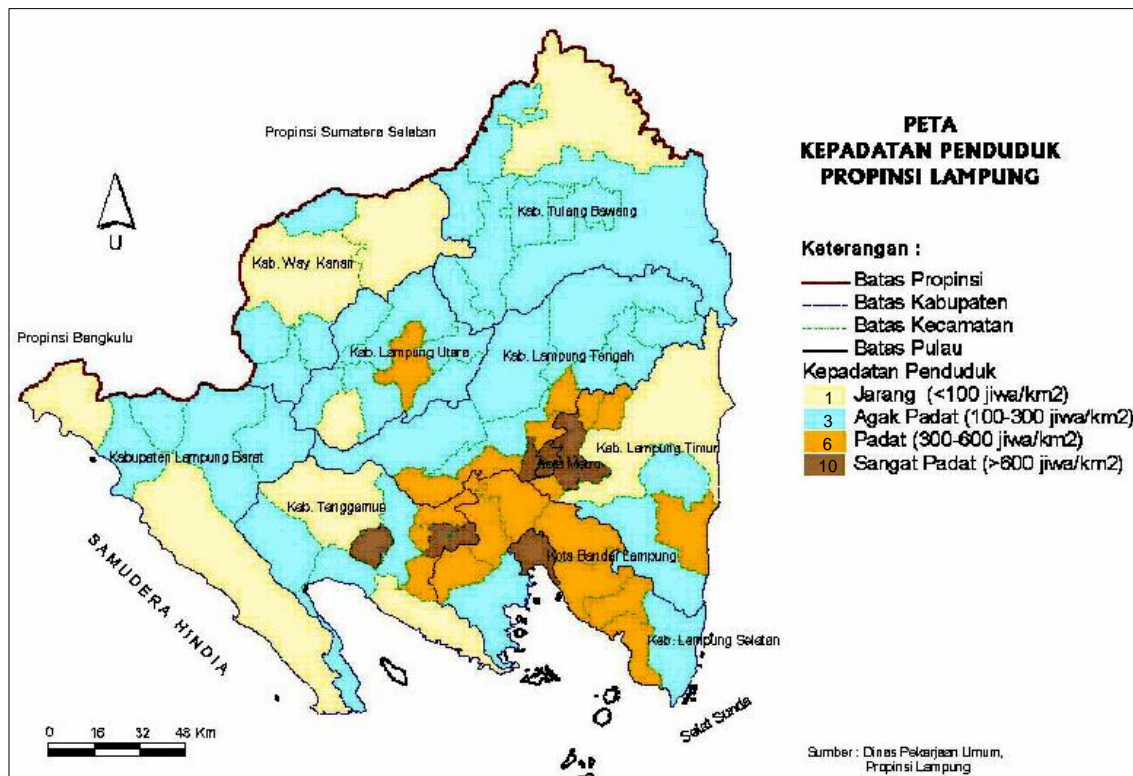 PETA
KEPADATAN PENDUDUK
PROPINSI LAMPUNG
Propinsi Sumatera Selatan
U
Kab. Tulang Bawang
Kab. Way Kanan
Keterangan :
Batas Propinsi
Batas Kabupaten
Batas Kecamatan
Batas Pulau
Propinsi Bengkulu
Kab. Lampung Utara
Kab. Lampung Tengah
Kepadatan Penduduk
1 Jarang (<100 jiwa/km2)
3 Agak Padat (100-300 jiwa/km2)
6 Padat (300-600 jiwa/km2)
10 Sangat Padat (>600 jiwa/km2)
Kab. Lampung Timur
Kabupaten Lampung Barat
Metro
Kab. Tanggamus
Kota Bandar Lampung
SAMUDERA HINDIA
Kab. Lampung Selatan
Selat Sunda
0 16 32 48 Km
Sumber : Dinas Pekerjaan Umum,
Propinsi Lampung